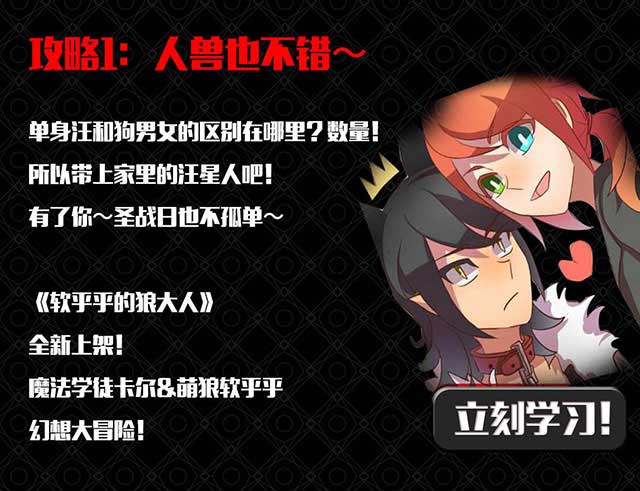 攻略1：人兽也不错～
单身汪和狗男女的区别在哪里？数量！
所以带上家里的汪星人吧！
有了你～圣战日也不孤单～
《软乎乎的狼大人》
全新上架！
魔法学徒卡尔&萌狼软乎乎
幻想大冒险！
立刻学习！